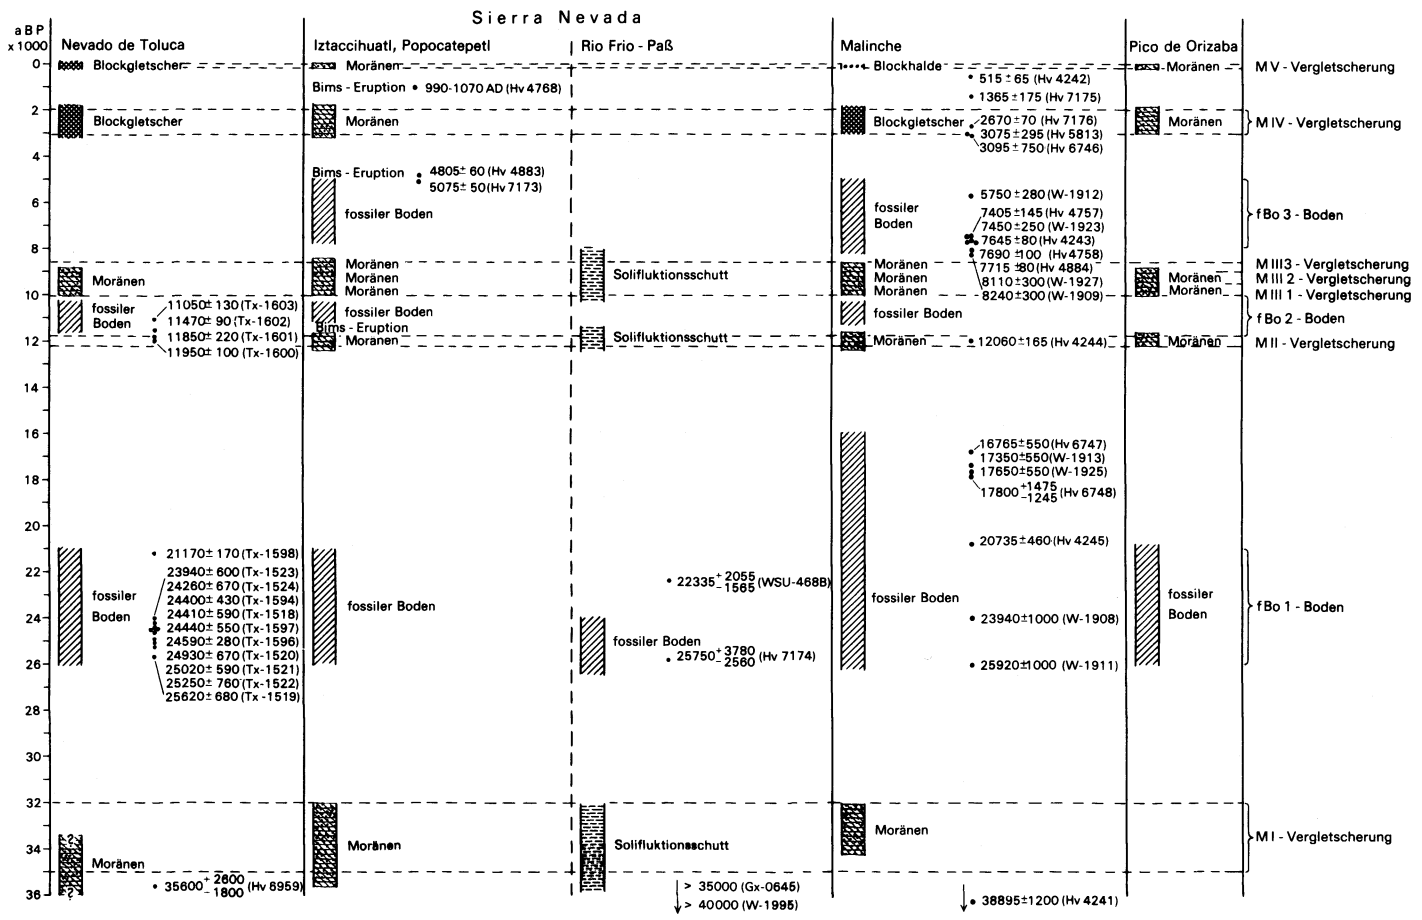 Sierra Nevada
a B P
x 1000
Nevado de Toluca
Iztaccihuatl, Popocatepetl
Rio Frio - Paß
Malinche
Pico de Orizaba
0
2
4
6
8
10
12
14
16
18
20
22
24
26
28
30
32
34
36
Blockgletscher
Blockgletscher
Moränen
fossiler
Boden
11050± 130 (Tx-1603)
11470± 90 (Tx-1602)
11850± 220 (Tx-1601)
11950± 100 (Tx-1600)
21170± 170 (Tx-1598)
23940± 600 (Tx-1523)
24260± 670 (Tx-1524)
24400± 430 (Tx-1594)
24410± 590 (Tx-1518)
24440± 550 (Tx-1597)
24590± 280 (Tx-1596)
24930± 670 (Tx-1520)
25020± 590 (Tx-1521)
25250± 760 (Tx-1522)
25620± 680 (Tx-1519)
fossiler
Boden
?
Moränen
35600 + 2600 - 1800 (Hv 6959)
?
Moränen
Bims - Eruption 990-1070 AD (Hv 4768)
Moränen
Bims - Eruption 4805± 60 (Hv 4883)
5075± 50 (Hv 7173)
fossiler Boden
Moränen
Moränen
Moränen
fossiler Boden
Bims - Eruption
Moränen
fossiler Boden
Moränen
Solifluktionsschutt
Solifluktionsschutt
22335 + 2055 - 1565 (WSU-468B)
fossiler Boden
25750 + 3780 - 2560 (Hv 7174)
Solifluktionsschutt
> 35000 (Gx-0645)
> 40000 (W-1995)
Blockhalde
515 ± 65 (Hv 4242)
1365 ±175 (Hv 7175)
Blockgletscher
2670 ± 70 (Hv 7176)
3075 ± 295 (Hv 5813)
3095 ± 750 (Hv 6746)
fossiler
Boden
5750 ± 280 (W-1912)
7405 ±145 (Hv 4757)
7450 ± 250 (W-1923)
7645 ± 80 (Hv 4243)
7690 ±100 (Hv4758)
7715 ± 80 (Hv 4884)
8110 ±300 (W-1927)
8240 ±300 (W-1909)
Moränen
Moränen
Moränen
fossiler Boden
Moränen
12060 ±165 (Hv 4244)
16765±550 (Hv 6747)
17350±550 (W-1913)
17650±550 (W-1925)
17800 +1475 -1245 (Hv 6748)
20735 ±460 (Hv 4245)
fossiler Boden
23940±1000 (W-1908)
25920±1000 (W-1911)
Moränen
38895±1200 (Hv 4241)
Moränen
Moränen
Moränen
Moränen
Moränen
fossiler
Boden
M V - Vergletscherung
M IV - Vergletscherung
f Bo 3 - Boden
M III3 - Vergletscherung
M III 2 - Vergletscherung
M III 1 - Vergletscherung
f Bo 2 - Boden
M II - Vergletscherung
f Bo 1 - Boden
M I - Vergletscherung